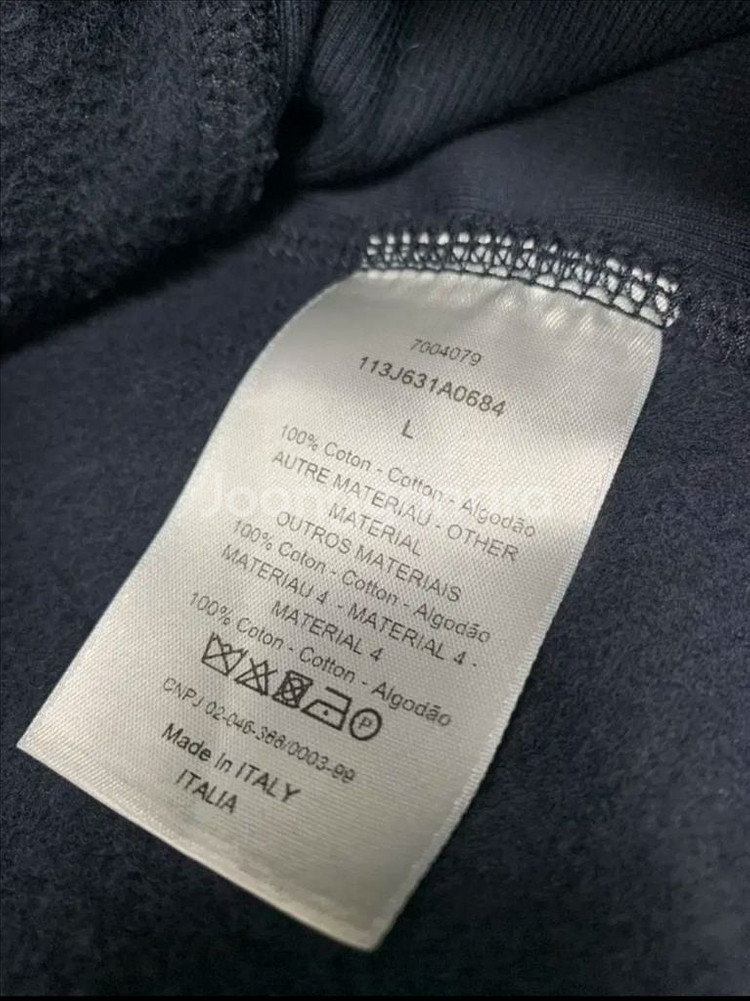 7004079
113J631A0684
L
100% Coton - Cotton - Algodão
AUTRE MATERIAU - OTHER
MATERIAL
OUTROS MATERIAIS
100% Coton - Cotton - Algodão
MATERIAU 4 - MATERIAL 4 -
MATERIAL 4
100% Coton - Cotton - Algodão
P
CNPJ 02-046-366/0003-99
Made In ITALY
ITALIA